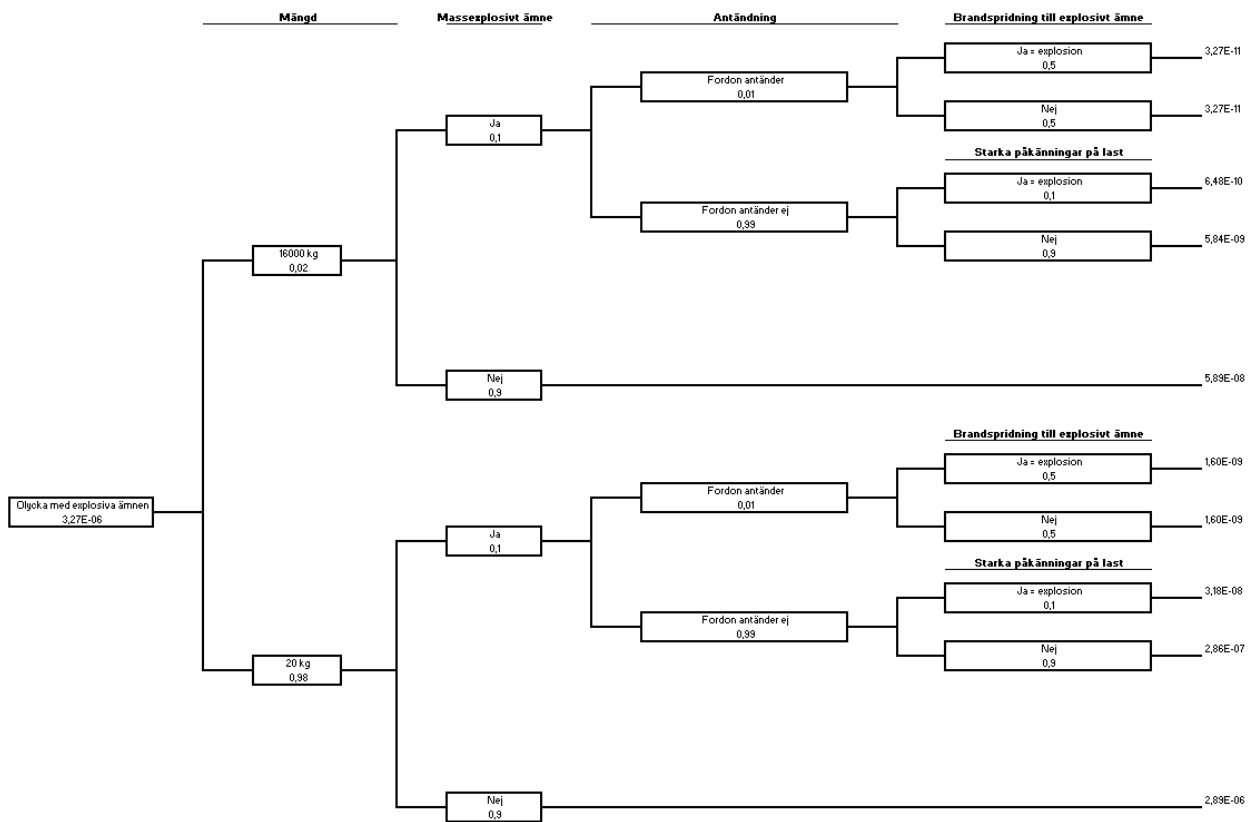 Mängd
Massexplosivt ämne
Antändning
Brandspridning till explosivt ämne
Ja = explosion
0,5
3,27E-11
Fordon antänder
0,01
Nej
0,5
3,27E-11
Ja
0,1
Starka påkänningar på last
Ja = explosion
0,1
6,48E-10
Fordon antänder ej
0,99
Nej
0,9
5,84E-09
16000 kg
0,02
Nej
0,9
5,89E-08
Brandspridning till explosivt ämne
Ja = explosion
0,5
1,60E-09
Fordon antänder
0,01
Olycka med explosiva ämnen
3,27E-06
Nej
0,5
1,60E-09
Ja
0,1
Starka påkänningar på last
Ja = explosion
0,1
3,18E-08
Fordon antänder ej
0,99
Nej
0,9
2,86E-07
20 kg
0,98
Nej
0,9
2,89E-06